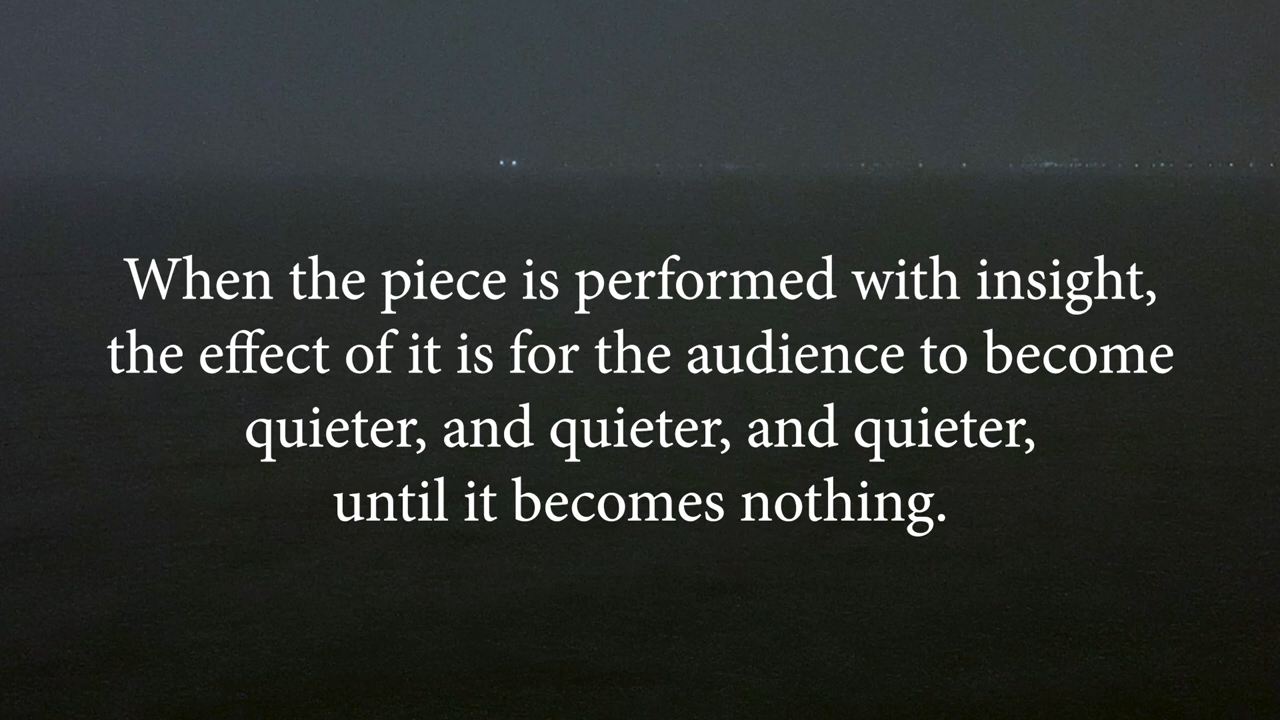 When the piece is performed with insight,
the effect of it is for the audience to become
quieter, and quieter, and quieter,
until it becomes nothing.